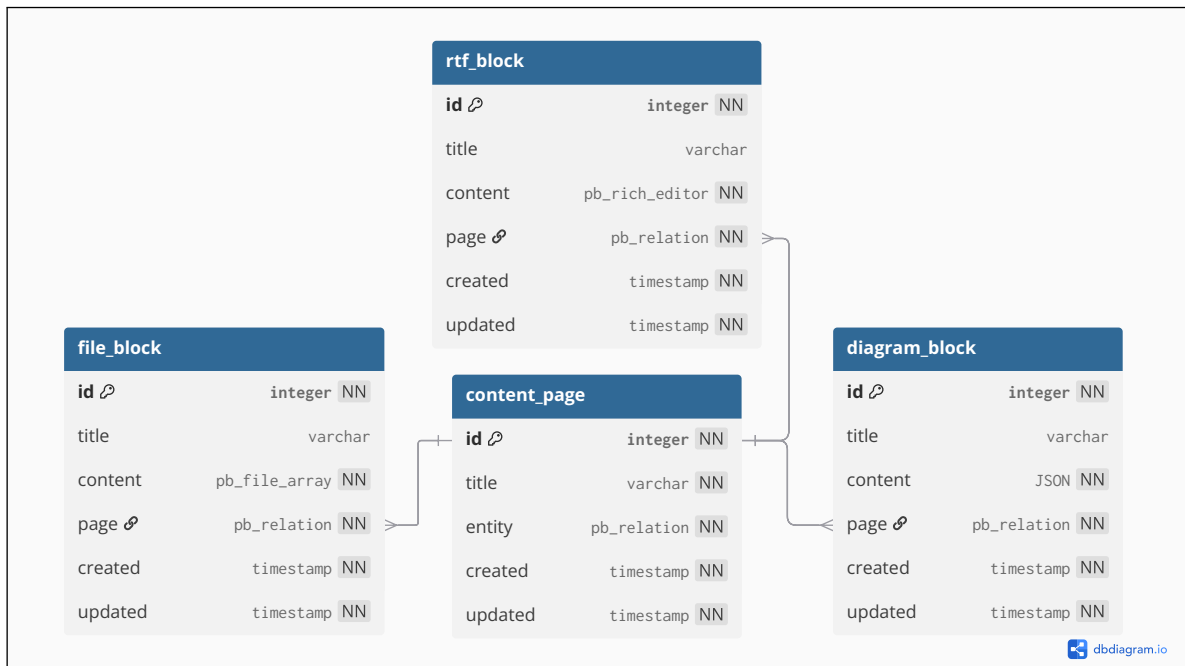 rtf_block
id integer NN
title varchar
content pb_rich_editor NN
page pb_relation NN
created timestamp NN
updated timestamp NN
file_block
id integer NN
title varchar
content pb_file_array NN
page pb_relation NN
created timestamp NN
updated timestamp NN
content_page
id integer NN
title varchar NN
entity pb_relation NN
created timestamp NN
updated timestamp NN
diagram_block
id integer NN
title varchar
content JSON NN
page pb_relation NN
created timestamp NN
updated timestamp NN
dbdiagram.io